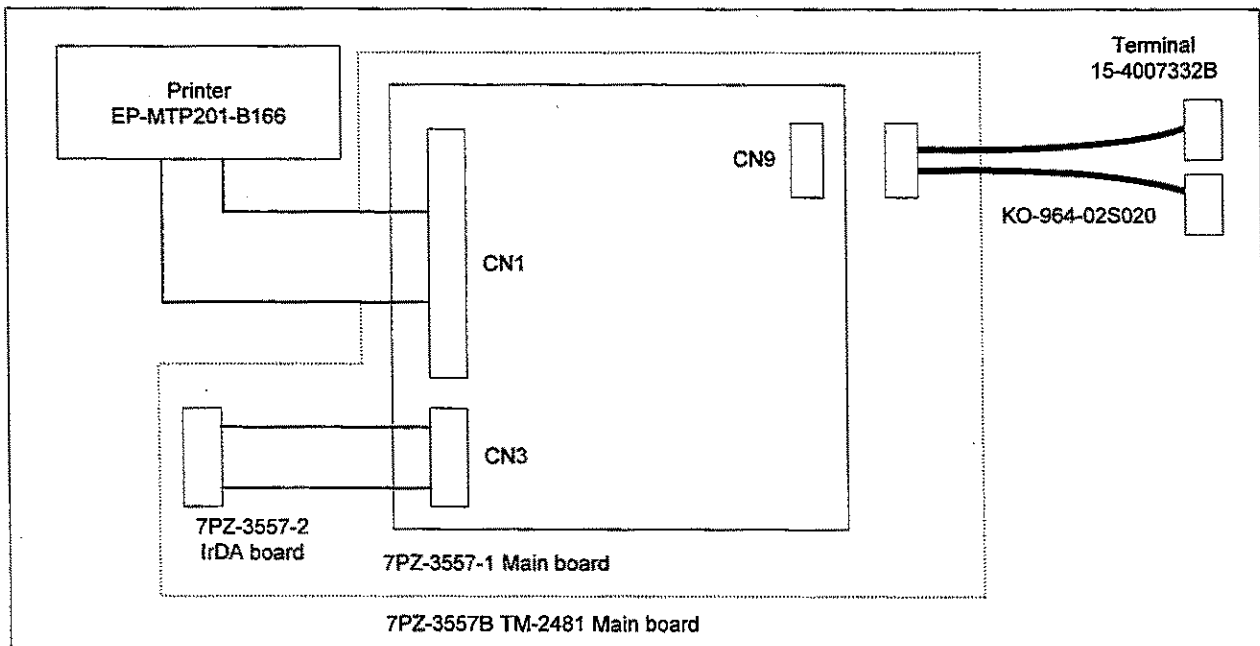 Printer
EP-MTP201-B166
Terminal
15-4007332B
CN9
KO-964-02S020
CN1
CN3
7PZ-3557-2
IrDA board
7PZ-3557-1 Main board
7PZ-3557B TM-2481 Main board